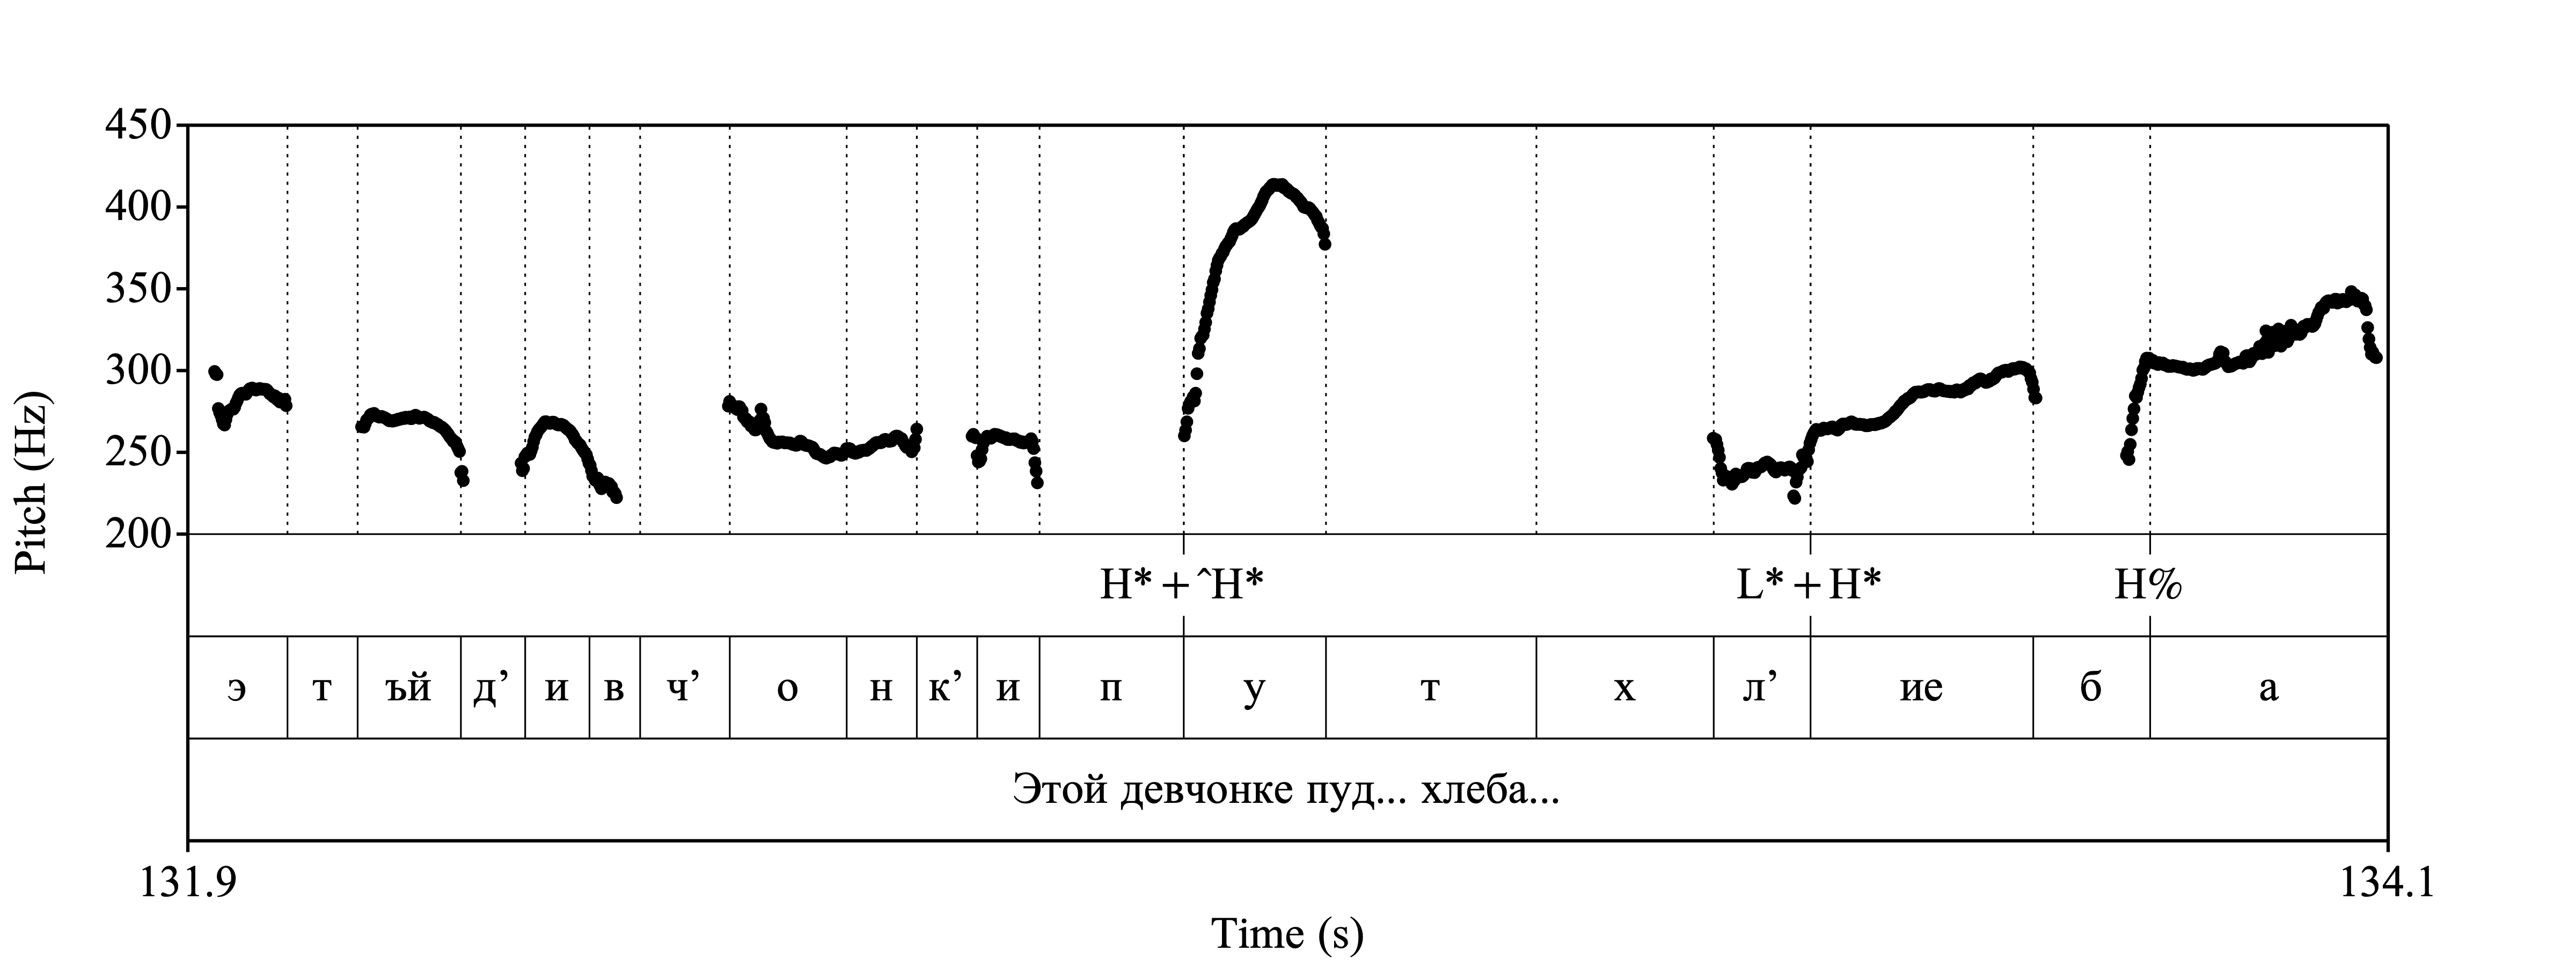 450
400
350
300
250
200
Pitch (Hz)
H* + ˆH* L* + H* H%
э т ъй д’ и в ч’ о н к’ и п у т х л’ ие б а
Этой девчонке пуд... хлеба...
131.9 134.1
Time (s)